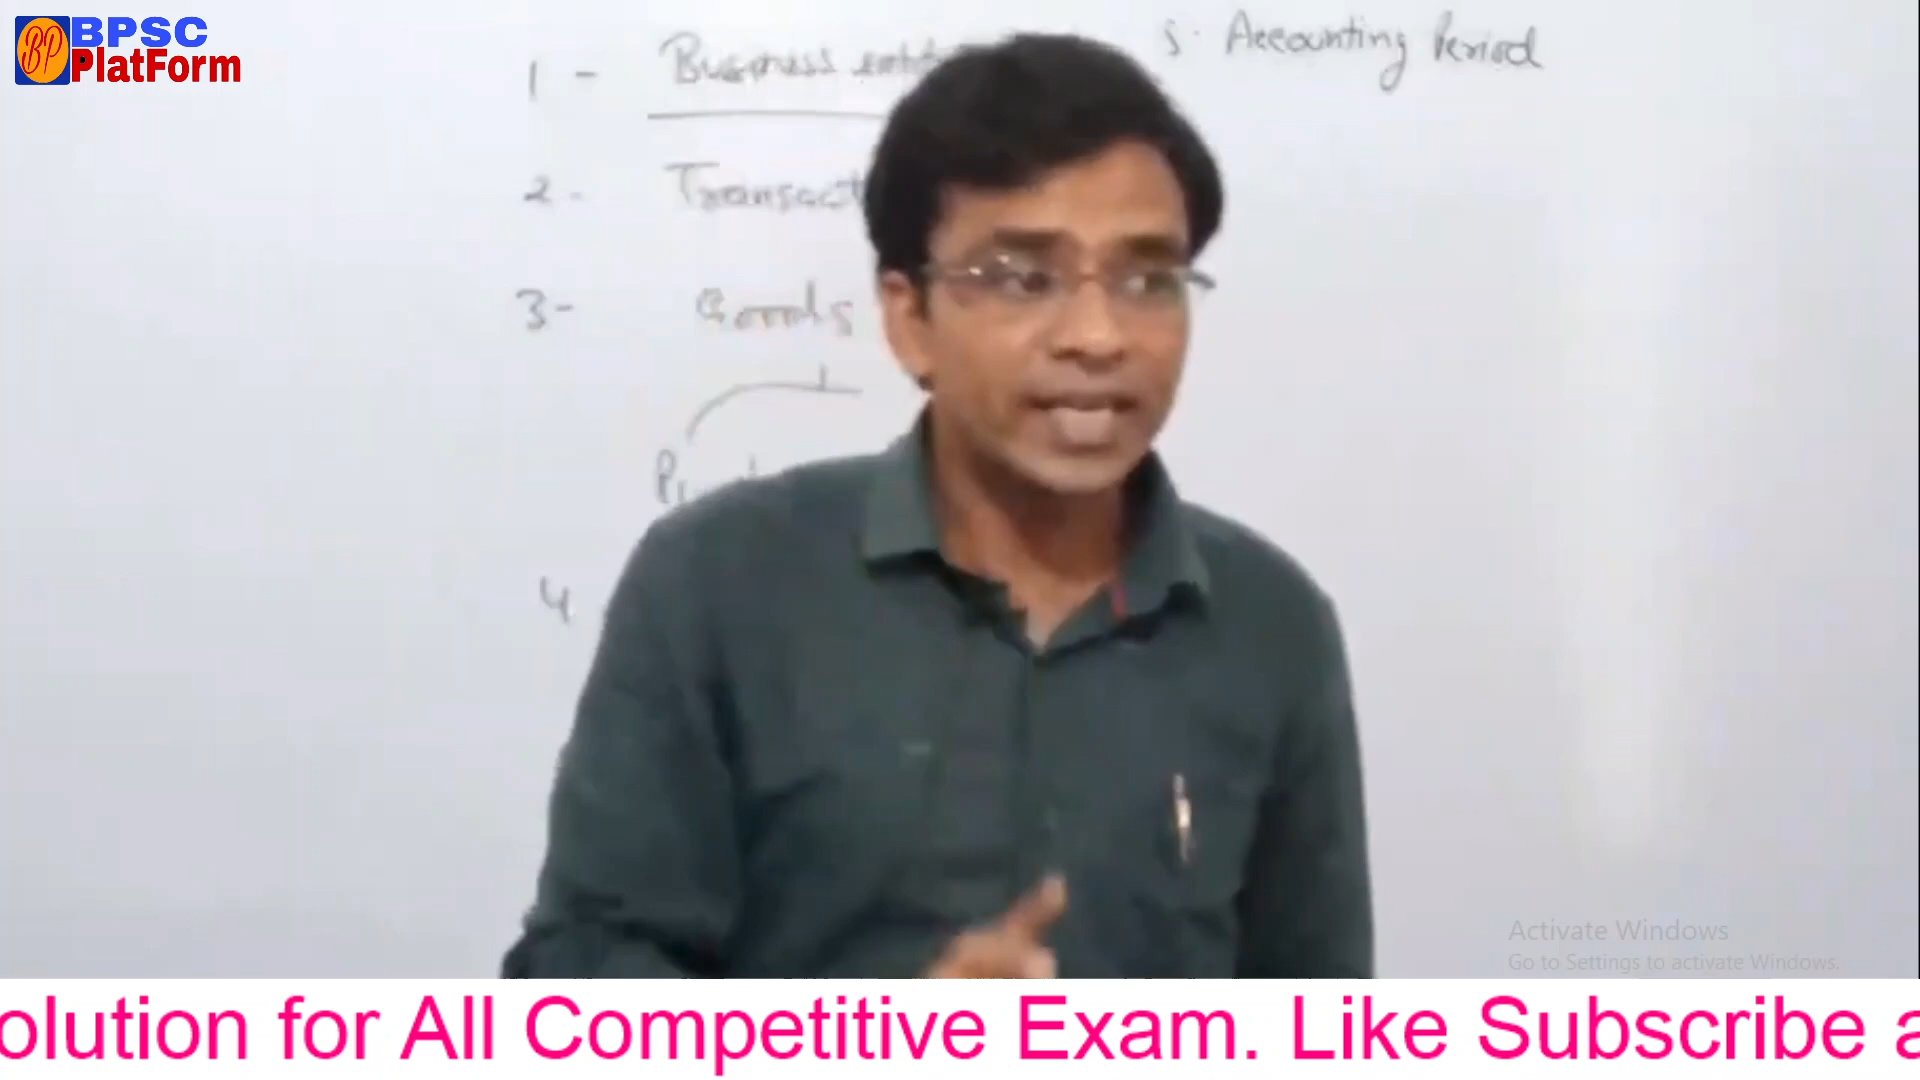 BPSC
PlatForm
1 - Business
5. Accounting Period
2 - Transact
3 - Goods
4
Activate Windows
Go to Settings to activate Windows.
olution for All Competitive Exam. Like Subscribe a